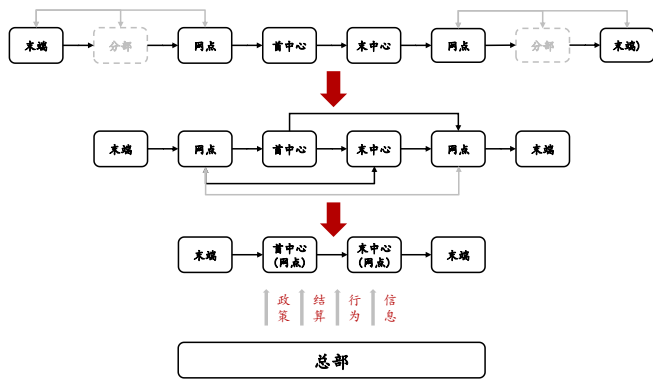 末端 分部 网点 首中心 末中心 网点 分部 末端)
末端 网点 首中心 末中心 网点 末端
末端 首中心 末中心 末端
(网点) (网点)
政策 结算 行为 信息
总部